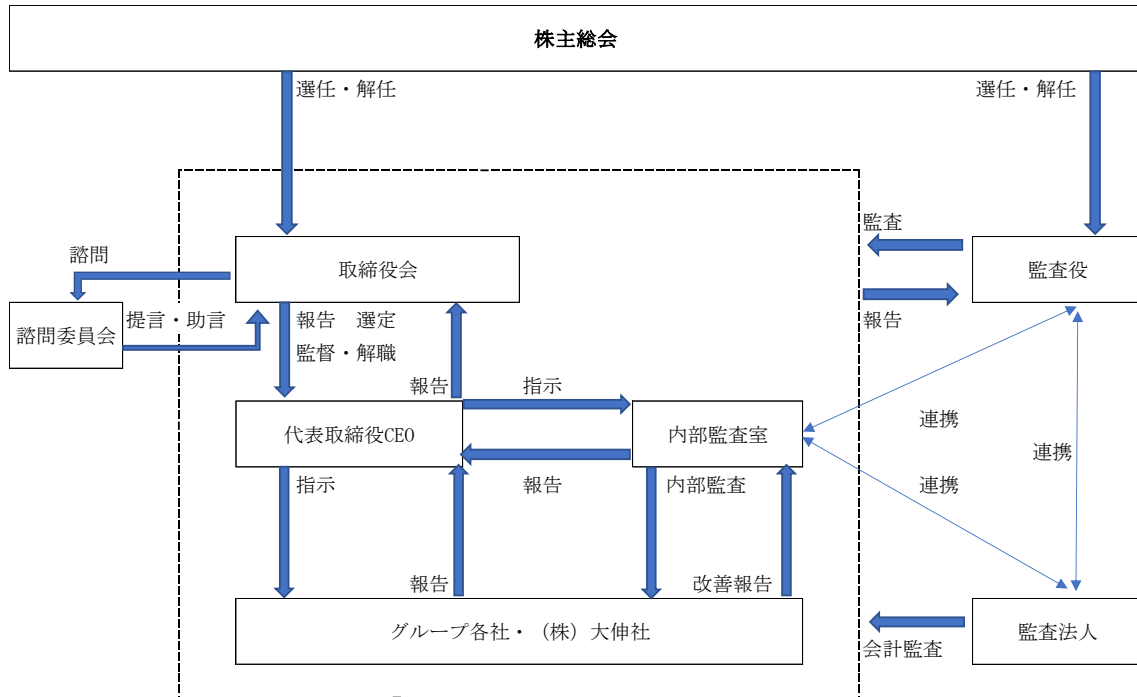 株主総会
選任・解任
選任・解任
監査
諮問
取締役会
監査役
諮問委員会
提言・助言
報告　選定
監督・解職
報告
報告
指示
代表取締役CEO
内部監査室
連携
連携
連携
指示
報告
内部監査
報告
改善報告
グループ各社・（株）大伸社
会計監査
監査法人